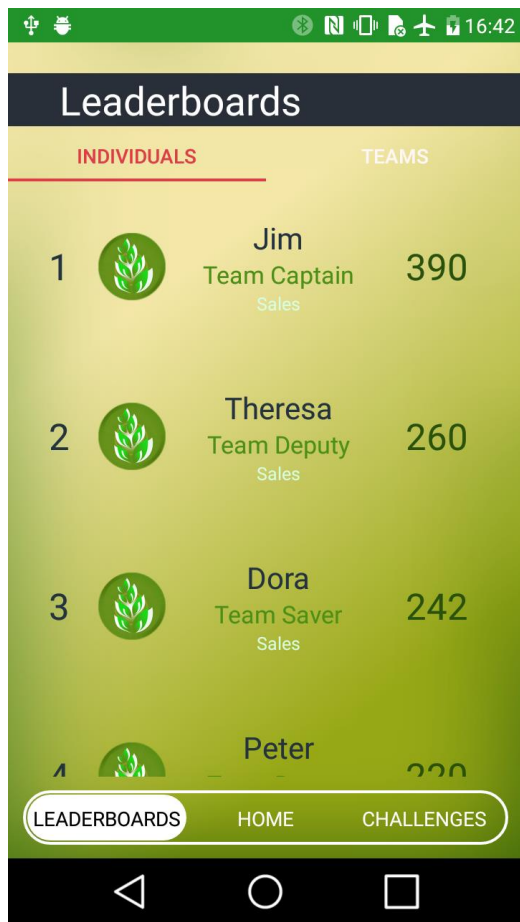 16:42
Leaderboards
INDIVIDUALS TEAMS
1 Jim 390
Team Captain
Sales
2 Theresa 260
Team Deputy
Sales
3 Dora 242
Team Saver
Sales
4 Peter
LEADERBOARDS HOME CHALLENGES